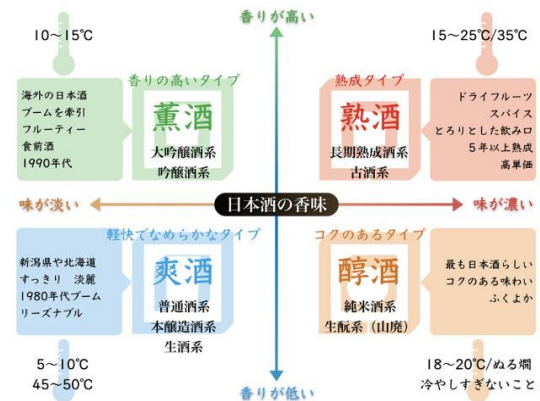 香りが高い
10〜15℃
15〜25℃/35℃
香りの高いタイプ
薫酒
大吟醸酒系
吟醸酒系
海外の日本酒
ブームを牽引
フルーティー
食前酒
1990年代
熟成タイプ
熟酒
長期熟成酒系
古酒系
ドライフルーツ
スパイス
とろりとした飲み口
5年以上熟成
高単価
味が淡い
日本酒の香味
味が濃い
軽快でなめらかなタイプ
爽酒
普通酒系
本醸造酒系
生酒系
新潟県や北海道
すっきり 淡麗
1980年代ブーム
リーズナブル
コクのあるタイプ
醇酒
純米酒系
生酛系（山廃）
最も日本酒らしい
コクのある味わい
ふくよか
5〜10℃
45〜50℃
18〜20℃/ぬる燗
冷やしすぎないこと
香りが低い